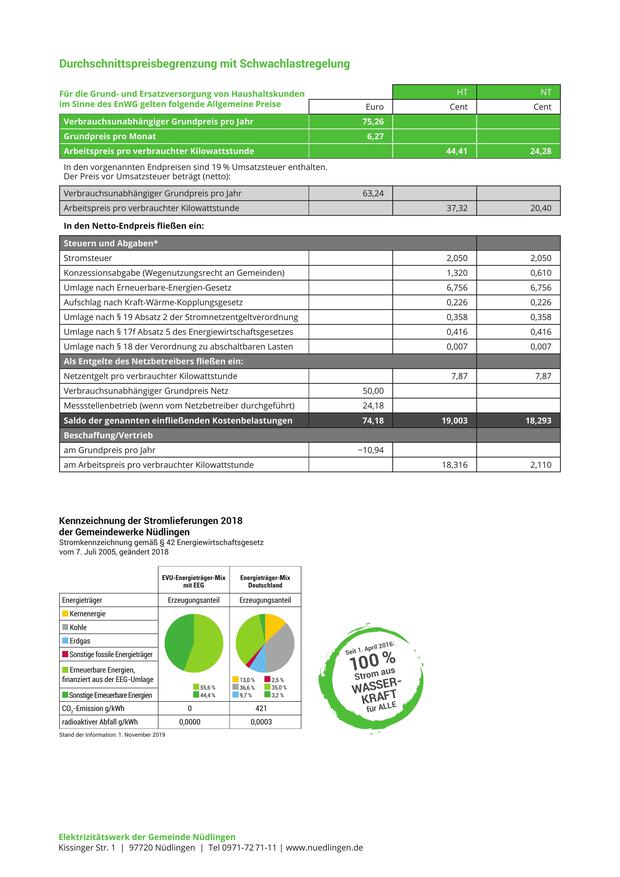 Durchschnittspreisbegrenzung mit Schwachlastregelung
HT NT
Für die Grund- und Ersatzversorgung von Haushaltskunden
im Sinne des EnWG gelten folgende Allgemeine Preise
Euro Cent Cent
Verbrauchsunabhängiger Grundpreis pro Jahr 75,26
Grundpreis pro Monat 6,27
Arbeitspreis pro verbrauchter Kilowattstunde 44,41 24,28
In den vorgenannten Endpreisen sind 19 % Umsatzsteuer enthalten.
Der Preis vor Umsatzsteuer beträgt (netto):
Verbrauchsunabhängiger Grundpreis pro Jahr 63,24
Arbeitspreis pro verbrauchter Kilowattstunde 37,32 20,40
In den Netto-Endpreis fließen ein:
Steuern und Abgaben*
Stromsteuer 2,050 2,050
Konzessionsabgabe (Wegenutzungsrecht an Gemeinden) 1,320 0,610
Umlage nach Erneuerbare-Energien-Gesetz 6,756 6,756
Aufschlag nach Kraft-Wärme-Kopplungsgesetz 0,226 0,226
Umlage nach § 19 Absatz 2 der Stromnetzentgeltverordnung 0,358 0,358
Umlage nach § 17f Absatz 5 des Energiewirtschaftsgesetzes 0,416 0,416
Umlage nach § 18 der Verordnung zu abschaltbaren Lasten 0,007 0,007
Als Entgelte des Netzbetreibers fließen ein:
Netzentgelt pro verbrauchter Kilowattstunde 7,87 7,87
Verbrauchsunabhängiger Grundpreis Netz 50,00
Messstellenbetrieb (wenn vom Netzbetreiber durchgeführt) 24,18
Saldo der genannten einfließenden Kostenbelastungen 74,18 19,003 18,293
Beschaffung/Vertrieb
am Grundpreis pro Jahr −10,94
am Arbeitspreis pro verbrauchter Kilowattstunde 18,316 2,110
Kennzeichnung der Stromlieferungen 2018
der Gemeindewerke Nüdlingen
Stromkennzeichnung gemäß § 42 Energiewirtschaftsgesetz
vom 7. Juli 2005, geändert 2018
EVU-Energieträger-Mix Energieträger-Mix
mit EEG Deutschland
Energieträger Erzeugungsanteil Erzeugungsanteil
Kernenergie
Kohle
Erdgas
Sonstige fossile Energieträger
Erneuerbare Energien,
finanziert aus der EEG-Umlage
Sonstige Erneuerbare Energien
55,6 %
44,4 %
13,0 % 2,5 %
36,6 % 35,0 %
9,7 % 3,2 %
CO2-Emission g/kWh 0 421
radioaktiver Abfall g/kWh 0,0000 0,0003
Stand der Information: 1. November 2019
Seit 1. April 2016:
100 %
Strom aus
WASSER-
KRAFT
für ALLE
Elektrizitätswerk der Gemeinde Nüdlingen
Kissinger Str. 1 | 97720 Nüdlingen | Tel 0971-72 71-11 | www.nuedlingen.de